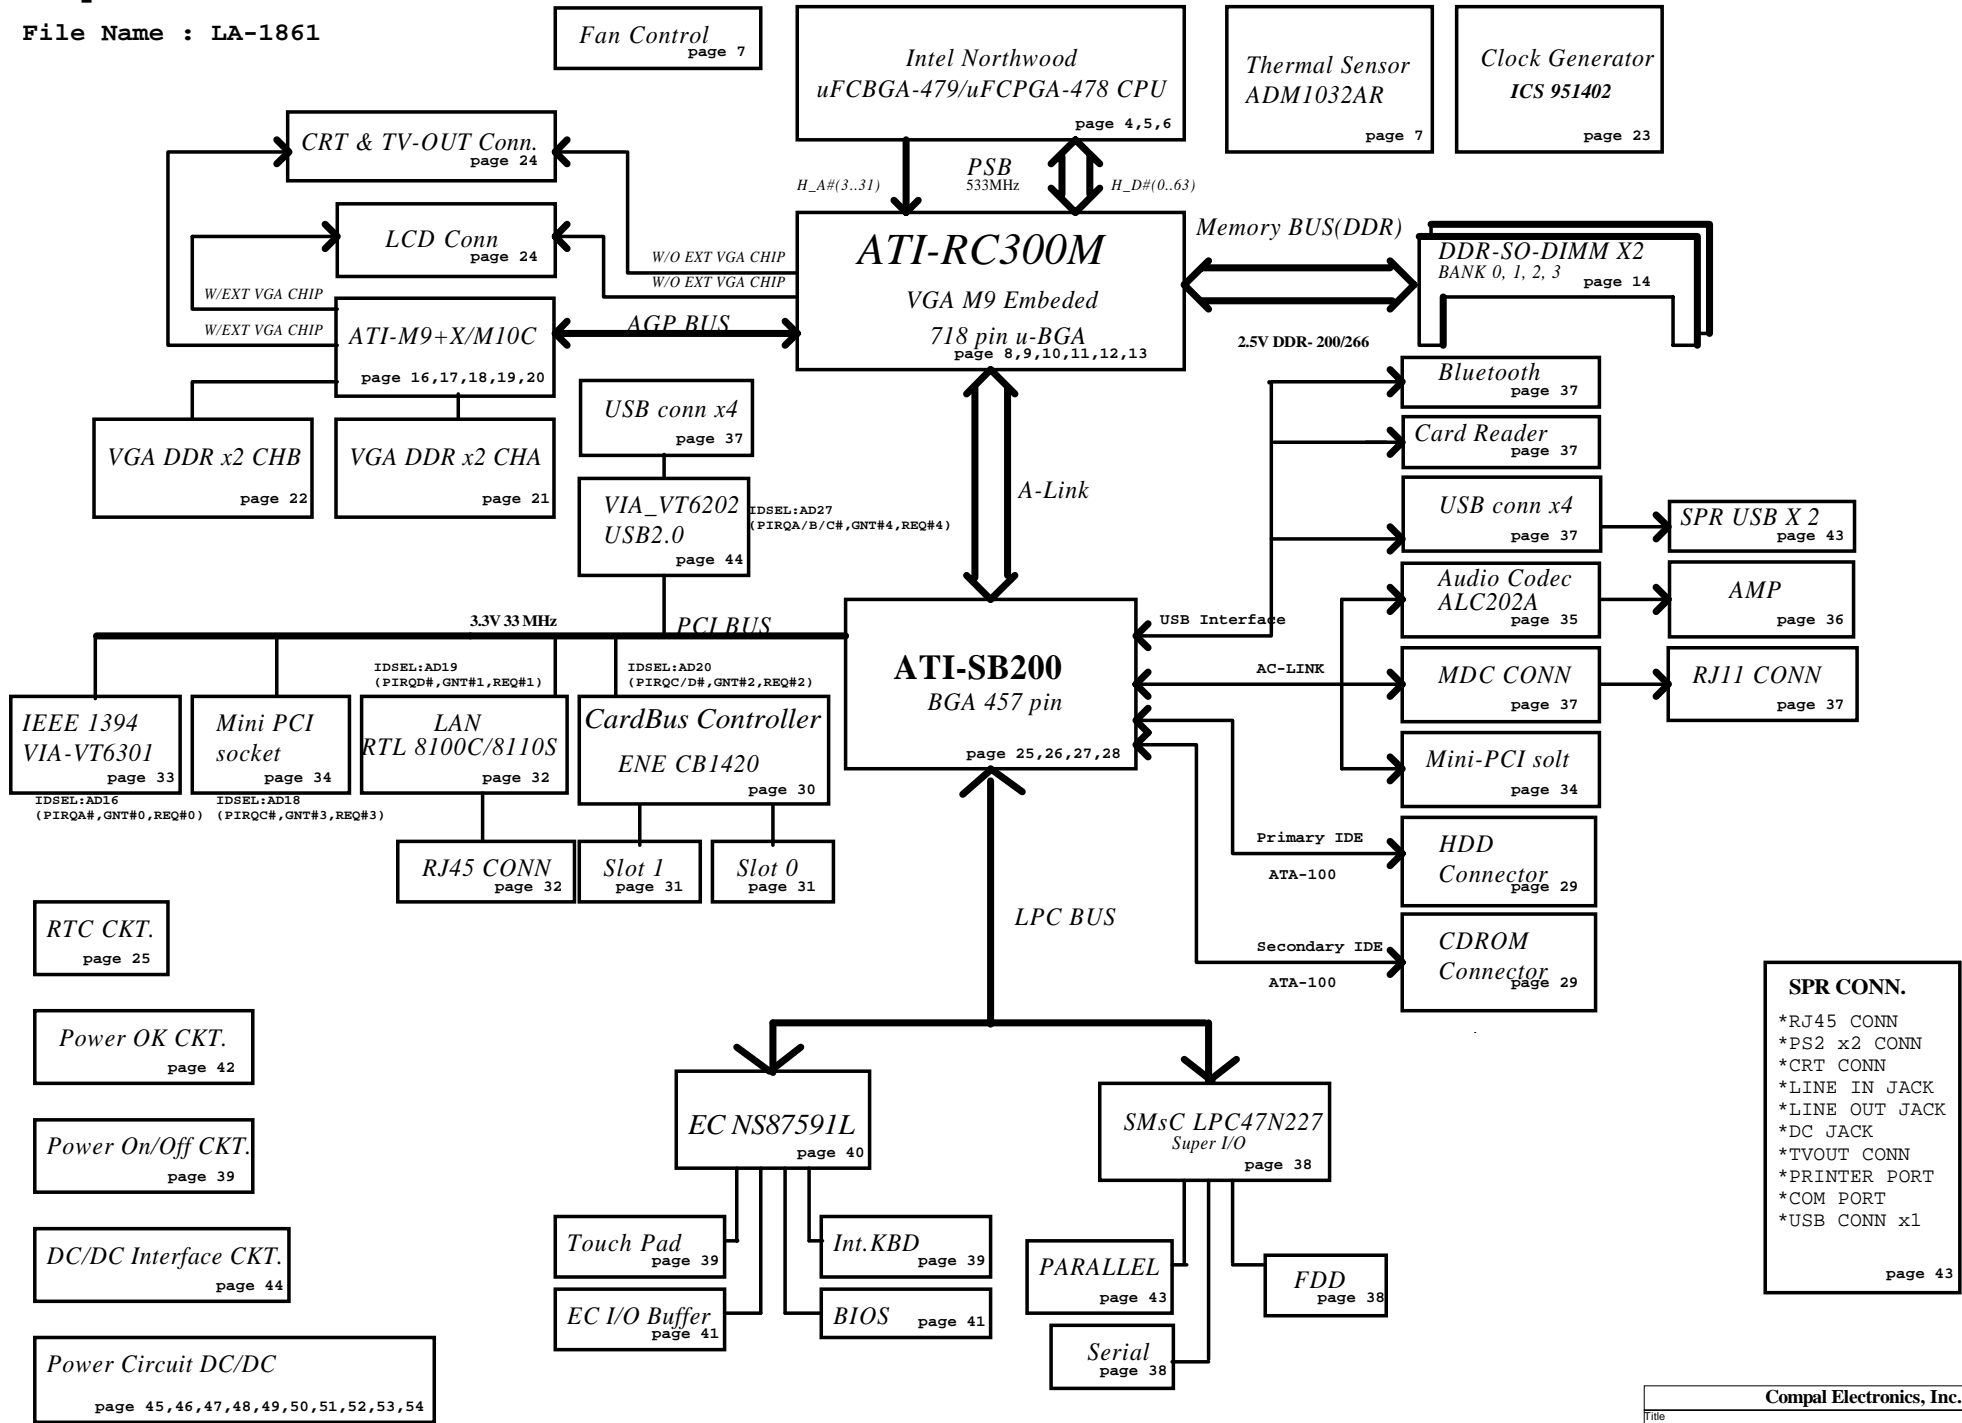 File Name : LA-1861
Fan Control
page 7
Intel Northwood
uFCBGA-479/uFCPGA-478 CPU
page 4,5,6
Thermal Sensor
ADM1032AR
page 7
Clock Generator
ICS 951402
page 23
CRT & TV-OUT Conn.
page 24
H_A#(3..31)
PSB
533MHz
H_D#(0..63)
LCD Conn
page 24
W/O EXT VGA CHIP
W/O EXT VGA CHIP
ATI-RC300M
VGA M9 Embeded
718 pin u-BGA
page 8,9,10,11,12,13
Memory BUS(DDR)
DDR-SO-DIMM X2
BANK 0, 1, 2, 3
page 14
2.5V DDR- 200/266
W/EXT VGA CHIP
W/EXT VGA CHIP
ATI-M9+X/M10C
page 16,17,18,19,20
AGP BUS
VGA DDR x2 CHB
page 22
VGA DDR x2 CHA
page 21
USB conn x4
page 37
VIA_VT6202
USB2.0
page 44
IDSEL:AD27
(PIRQA/B/C#,GNT#4,REQ#4)
A-Link
Bluetooth
page 37
Card Reader
page 37
USB conn x4
page 37
SPR USB X 2
page 43
Audio Codec
ALC202A
page 35
AMP
page 36
3.3V 33 MHz
PCI BUS
USB Interface
ATI-SB200
BGA 457 pin
page 25,26,27,28
AC-LINK
MDC CONN
page 37
RJ11 CONN
page 37
Mini-PCI solt
page 34
IDSEL:AD19
(PIRQD#,GNT#1,REQ#1)
IDSEL:AD20
(PIRQC/D#,GNT#2,REQ#2)
IEEE 1394
VIA-VT6301
page 33
IDSEL:AD16
(PIRQA#,GNT#0,REQ#0)
Mini PCI
socket
page 34
IDSEL:AD18
(PIRQC#,GNT#3,REQ#3)
LAN
RTL 8100C/8110S
page 32
CardBus Controller
ENE CB1420
page 30
RJ45 CONN
page 32
Slot 1
page 31
Slot 0
page 31
Primary IDE
ATA-100
HDD
Connector
page 29
Secondary IDE
ATA-100
CDROM
Connector
page 29
LPC BUS
RTC CKT.
page 25
Power OK CKT.
page 42
Power On/Off CKT.
page 39
DC/DC Interface CKT.
page 44
Power Circuit DC/DC
page 45,46,47,48,49,50,51,52,53,54
EC NS87591L
page 40
SMsC LPC47N227
Super I/O
page 38
Touch Pad
page 39
Int.KBD
page 39
EC I/O Buffer
page 41
BIOS
page 41
PARALLEL
page 43
FDD
page 38
Serial
page 38
SPR CONN.
*RJ45 CONN
*PS2 x2 CONN
*CRT CONN
*LINE IN JACK
*LINE OUT JACK
*DC JACK
*TVOUT CONN
*PRINTER PORT
*COM PORT
*USB CONN x1
page 43
Compal Electronics, Inc.
Title